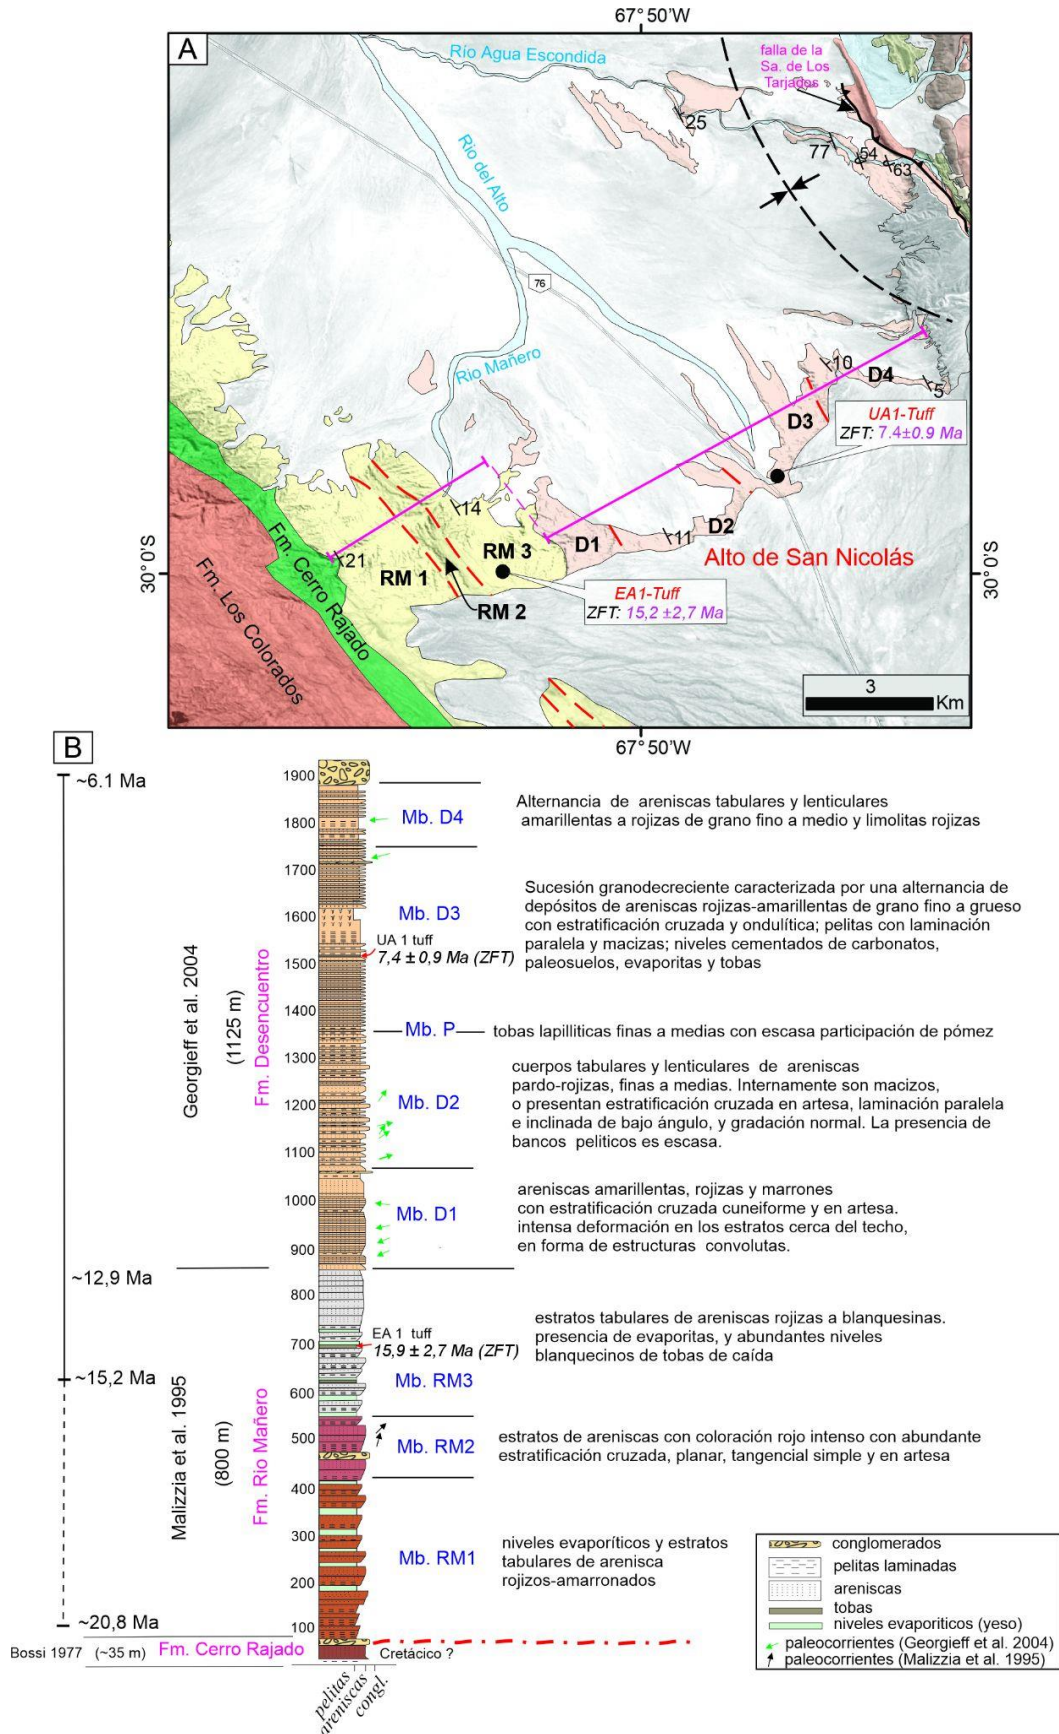 67°50'W
A
Río Agua Escondida
falla de la
Sa. de Los
Tarjados
25
77
54
63
Rio del Alto
76
Rio Mañero
10
D4
5
D3
UA1-Tuff
ZFT: 7.4±0.9 Ma
14
D2
11
D1
21
RM 3
RM 1
Alto de San Nicolás
30°0'S
30°0'S
EA1-Tuff
ZFT: 15,2 ±2,7 Ma
RM 2
Fm. Cerro Rajado
Fm. Los Colorados
3
Km
67°50'W
B
~6.1 Ma
1900
Mb. D4
Alternancia de areniscas tabulares y lenticulares
amarillentas a rojizas de grano fino a medio y limolitas rojizas
1800
1700
Mb. D3
Sucesión granodecreciente caracterizada por una alternancia de
depósitos de areniscas rojizas-amarillentas de grano fino a grueso
con estratificación cruzada y ondulítica; pelitas con laminación
paralela y macizas; niveles cementados de carbonatos,
paleosuelos, evaporitas y tobas
1600
UA 1 tuff
7,4 ± 0,9 Ma (ZFT)
1500
Georgieff et al. 2004
(1125 m)
Fm. Desencuentro
1400
Mb. P
tobas lapilliticas finas a medias con escasa participación de pómez
1300
cuerpos tabulares y lenticulares de areniscas
pardo-rojizas, finas a medias. Internamente son macizos,
o presentan estratificación cruzada en artesa, laminación paralela
e inclinada de bajo ángulo, y gradación normal. La presencia de
bancos peliticos es escasa.
1200
Mb. D2
1100
1000
Mb. D1
areniscas amarillentas, rojizas y marrones
con estratificación cruzada cuneiforme y en artesa.
intensa deformación en los estratos cerca del techo,
en forma de estructuras convolutas.
900
~12,9 Ma
800
estratos tabulares de areniscas rojizas a blanquesinas.
presencia de evaporitas, y abundantes niveles
blanquecinos de tobas de caída
EA 1 tuff
15,9 ± 2,7 Ma (ZFT)
700
~15,2 Ma
Mb. RM3
600
Malizzia et al. 1995
(800 m)
Fm. Rio Mañero
500
Mb. RM2
estratos de areniscas con coloración rojo intenso con abundante
estratificación cruzada, planar, tangencial simple y en artesa
400
300
Mb. RM1
niveles evaporíticos y estratos
tabulares de arenisca
rojizos-amarronados
200
~20,8 Ma
100
Bossi 1977 (~35 m) Fm. Cerro Rajado
Cretácico ?
pelitas
areniscas
congl.
conglomerados
pelitas laminadas
areniscas
tobas
niveles evaporiticos (yeso)
paleocorrientes (Georgieff et al. 2004)
paleocorrientes (Malizzia et al. 1995)